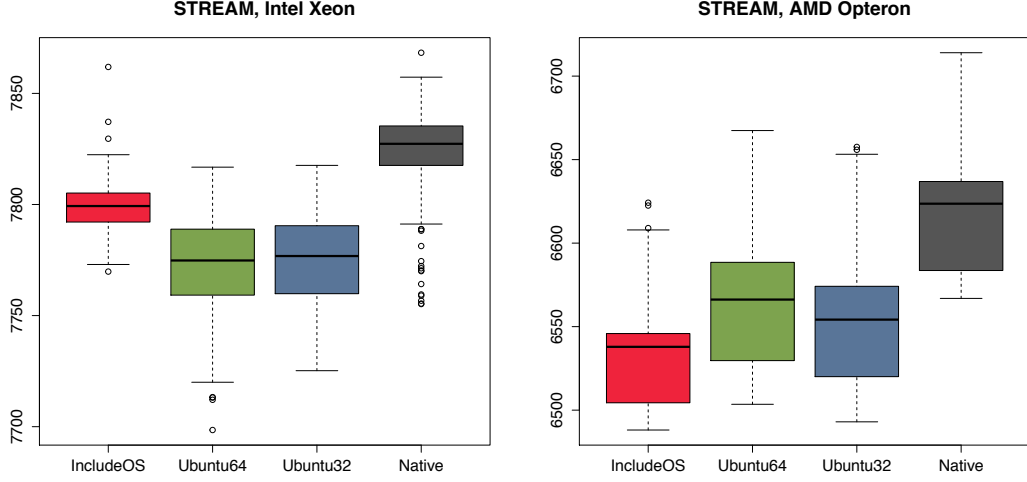 STREAM, Intel Xeon
7850
7800
7750
7700
IncludeOS Ubuntu64 Ubuntu32 Native
STREAM, AMD Opteron
6700
6650
6600
6550
6500
IncludeOS Ubuntu64 Ubuntu32 Native